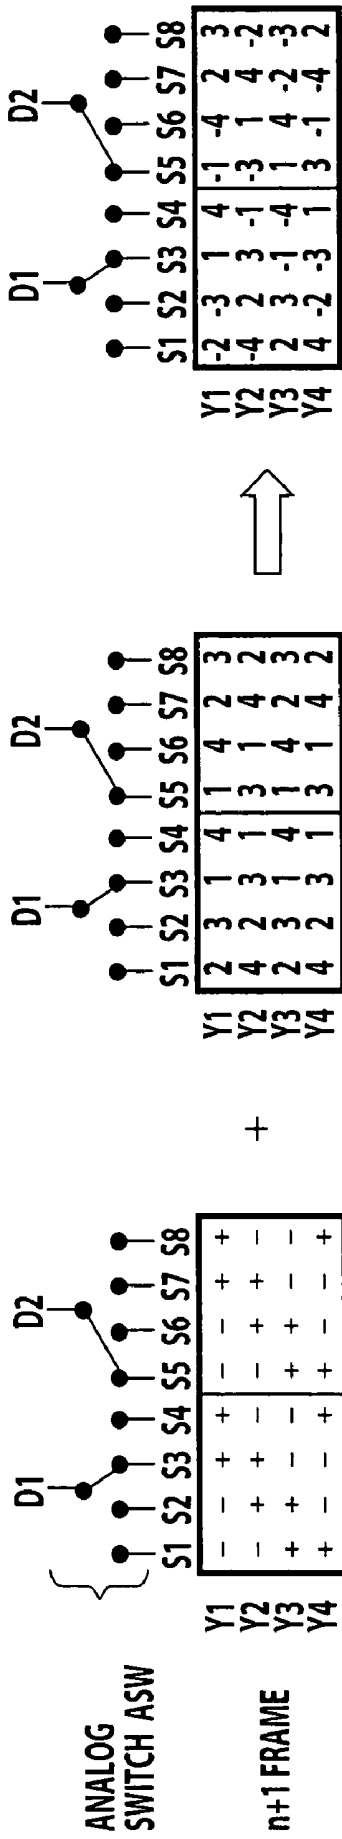 ANALOG
SWITCH ASW
n+1 FRAME
D1 D2
S1 S2 S3 S4 S5 S6 S7 S8
Y1 − − + + − − + +
Y2 − + + − − + + −
Y3 + + − − + + − −
Y4 + − − + + − − +
+
D1 D2
S1 S2 S3 S4 S5 S6 S7 S8
Y1 2 3 1 4 1 4 2 3
Y2 4 2 3 1 3 1 4 2
Y3 2 3 1 4 1 4 2 3
Y4 4 2 3 1 3 1 4 2
D1 D2
S1 S2 S3 S4 S5 S6 S7 S8
Y1 -2 -3 1 4 -1 -4 2 3
Y2 -4 2 3 -1 -3 1 4 -2
Y3 2 3 -1 -4 1 4 -2 -3
Y4 4 -2 -3 1 3 -1 -4 2